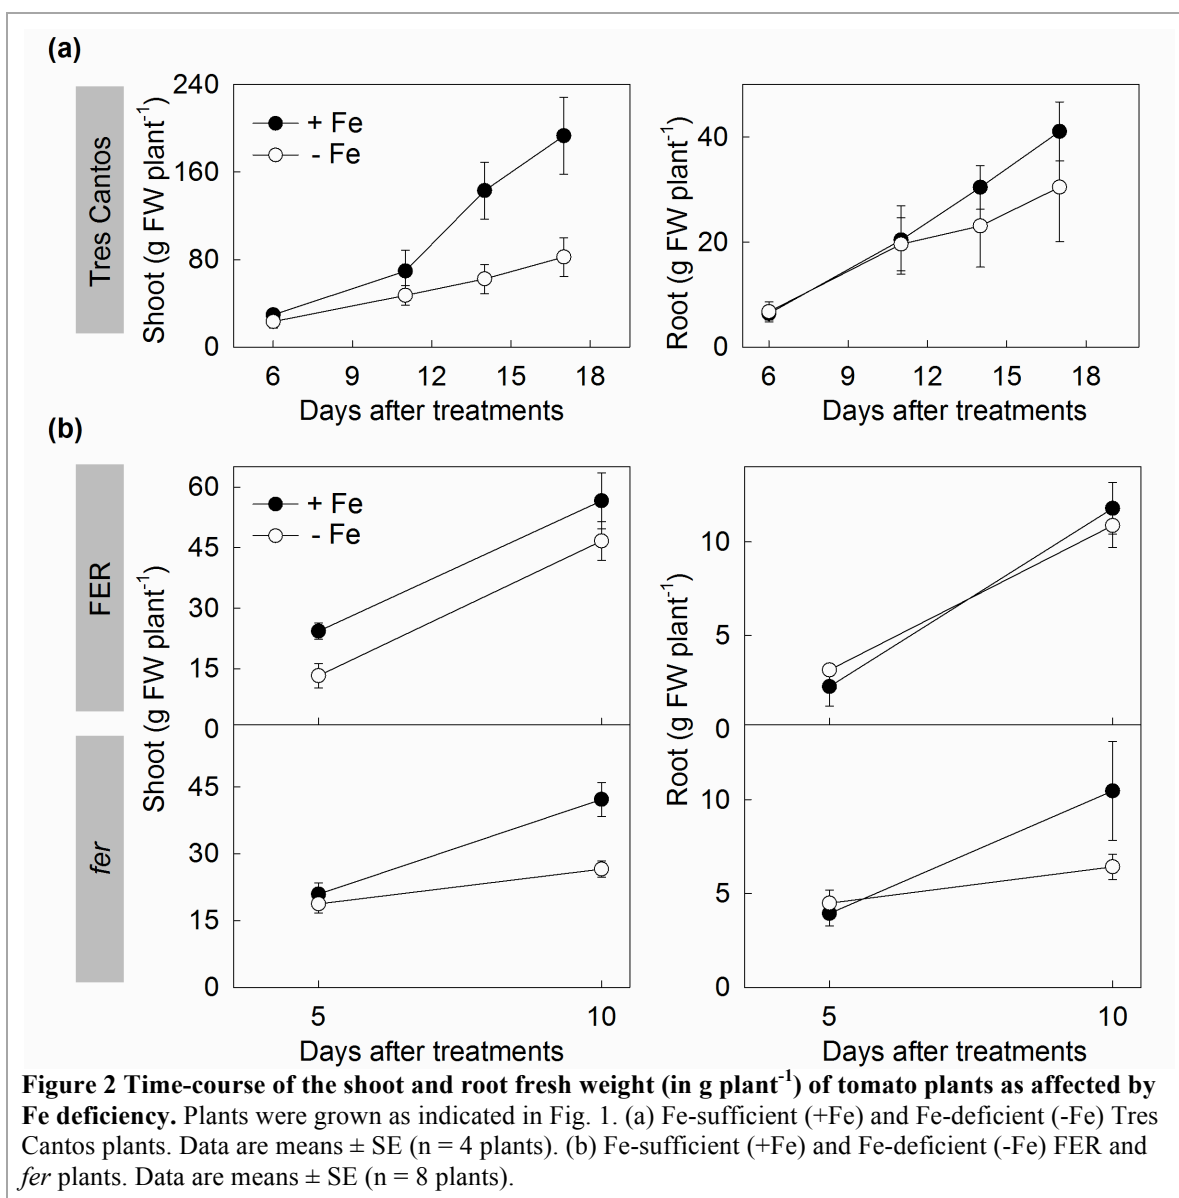 (a)
Tres Cantos
Shoot (g FW plant⁻¹)
240
160
80
0
+ Fe
- Fe
6 9 12 15 18
Days after treatments
Root (g FW plant⁻¹)
40
20
0
6 9 12 15 18
Days after treatments
(b)
FER
fer
Shoot (g FW plant⁻¹)
60
45
30
15
0
+ Fe
- Fe
45
30
15
0
5 10
Days after treatments
Root (g FW plant⁻¹)
10
5
0
10
5
0
5 10
Days after treatments
Figure 2 Time-course of the shoot and root fresh weight (in g plant⁻¹) of tomato plants as affected by
Fe deficiency. Plants were grown as indicated in Fig. 1. (a) Fe-sufficient (+Fe) and Fe-deficient (-Fe) Tres
Cantos plants. Data are means ± SE (n = 4 plants). (b) Fe-sufficient (+Fe) and Fe-deficient (-Fe) FER and
fer plants. Data are means ± SE (n = 8 plants).